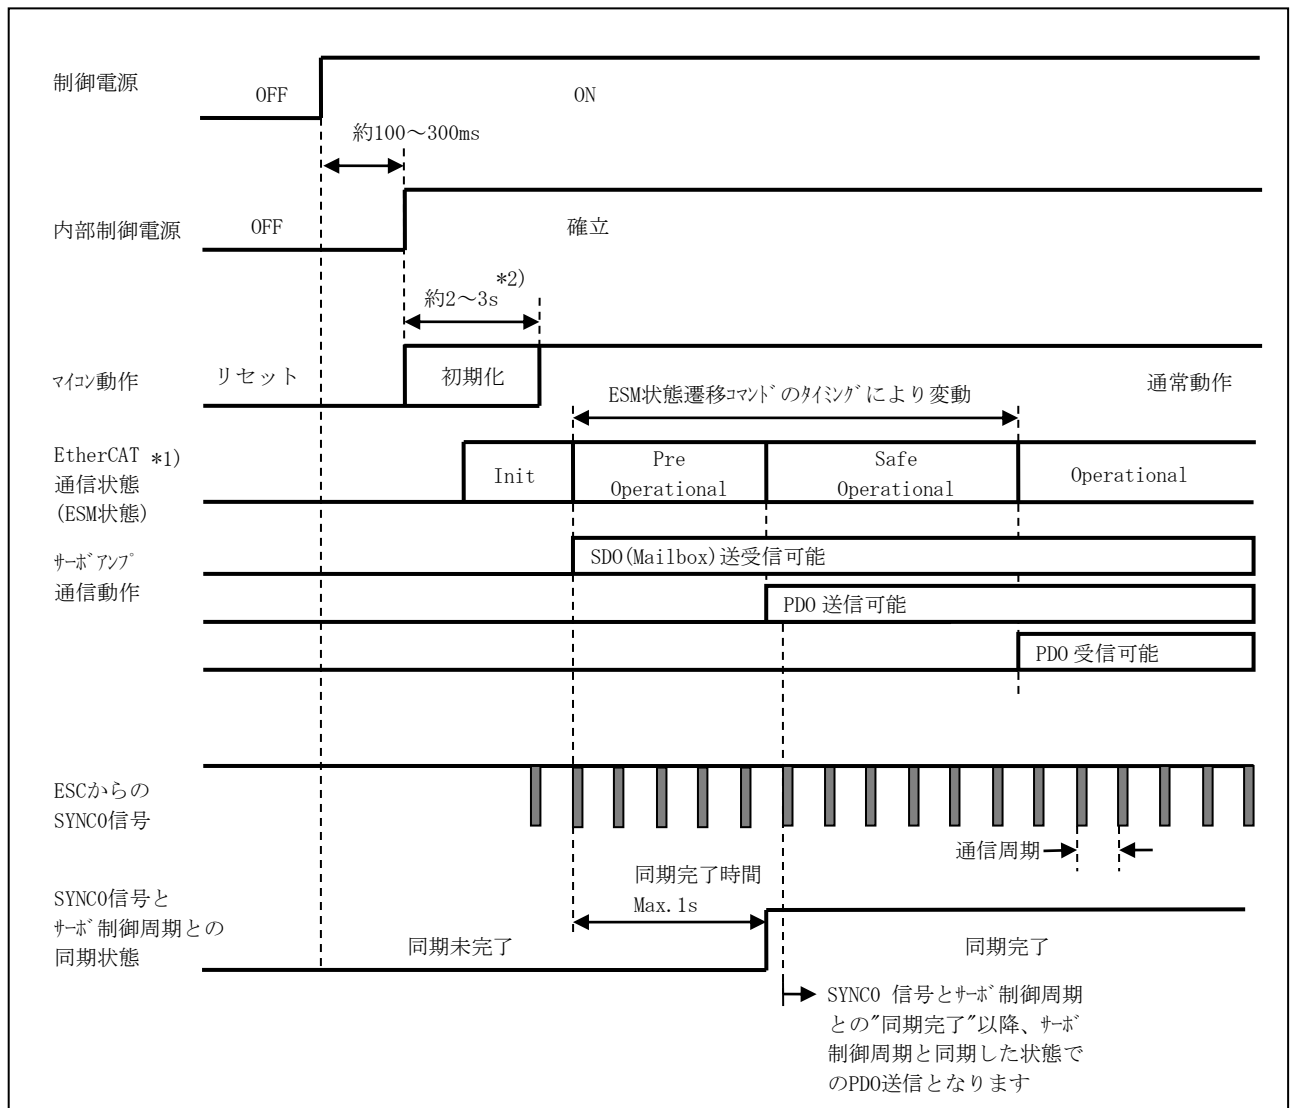 制御電源
OFF
ON
約100～300ms
内部制御電源
OFF
確立
*2)
約2～3s
ﾏｲｺﾝ動作
リセット
初期化
ESM状態遷移ｺﾏﾝﾄﾞのﾀｲﾐﾝｸﾞにより変動
通常動作
EtherCAT *1)
通信状態
(ESM状態)
Init
Pre
Operational
Safe
Operational
Operational
ｻｰﾎﾞｱﾝﾌﾟ
通信動作
SDO(Mailbox)送受信可能
PDO 送信可能
PDO 受信可能
ESCからの
SYNC0信号
通信周期
SYNC0信号と
ｻｰﾎﾞ制御周期との
同期状態
同期完了時間
Max.1s
同期未完了
同期完了
SYNC0 信号とｻｰﾎﾞ制御周期
との"同期完了"以降、ｻｰﾎﾞ
制御周期と同期した状態で
のPDO送信となります